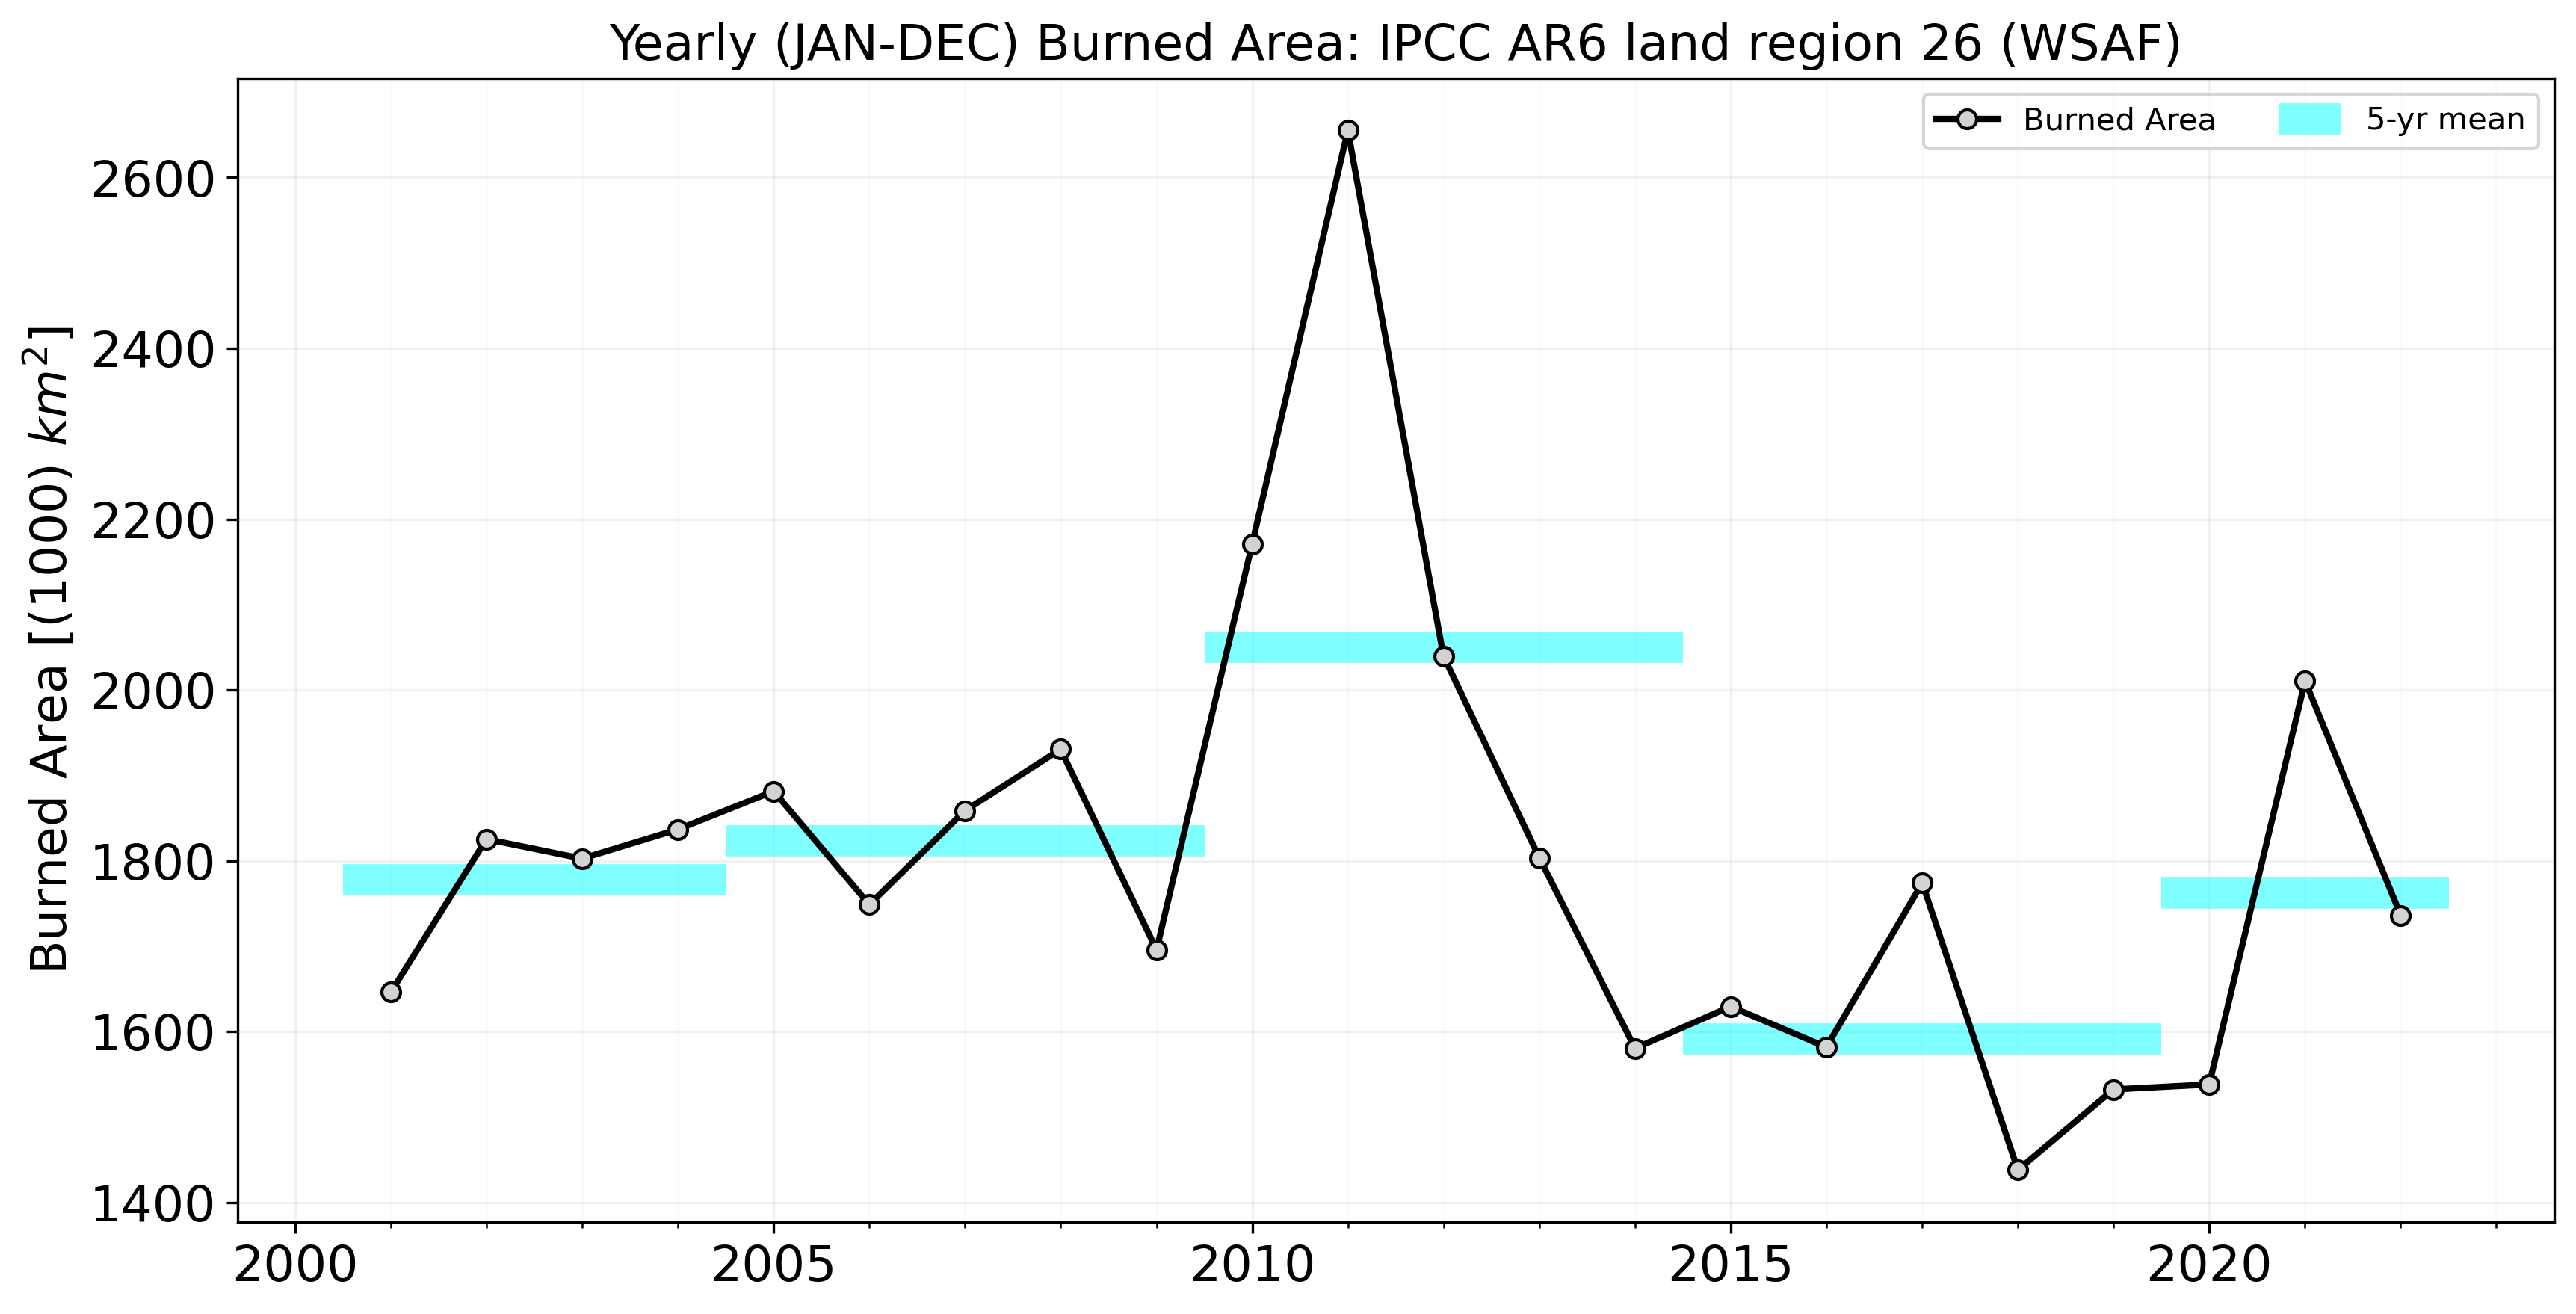 Yearly (JAN-DEC) Burned Area: IPCC AR6 land region 26 (WSAF)
Burned Area 5-yr mean
Burned Area [(1000) km²]
2600
2400
2200
2000
1800
1600
1400
2000 2005 2010 2015 2020